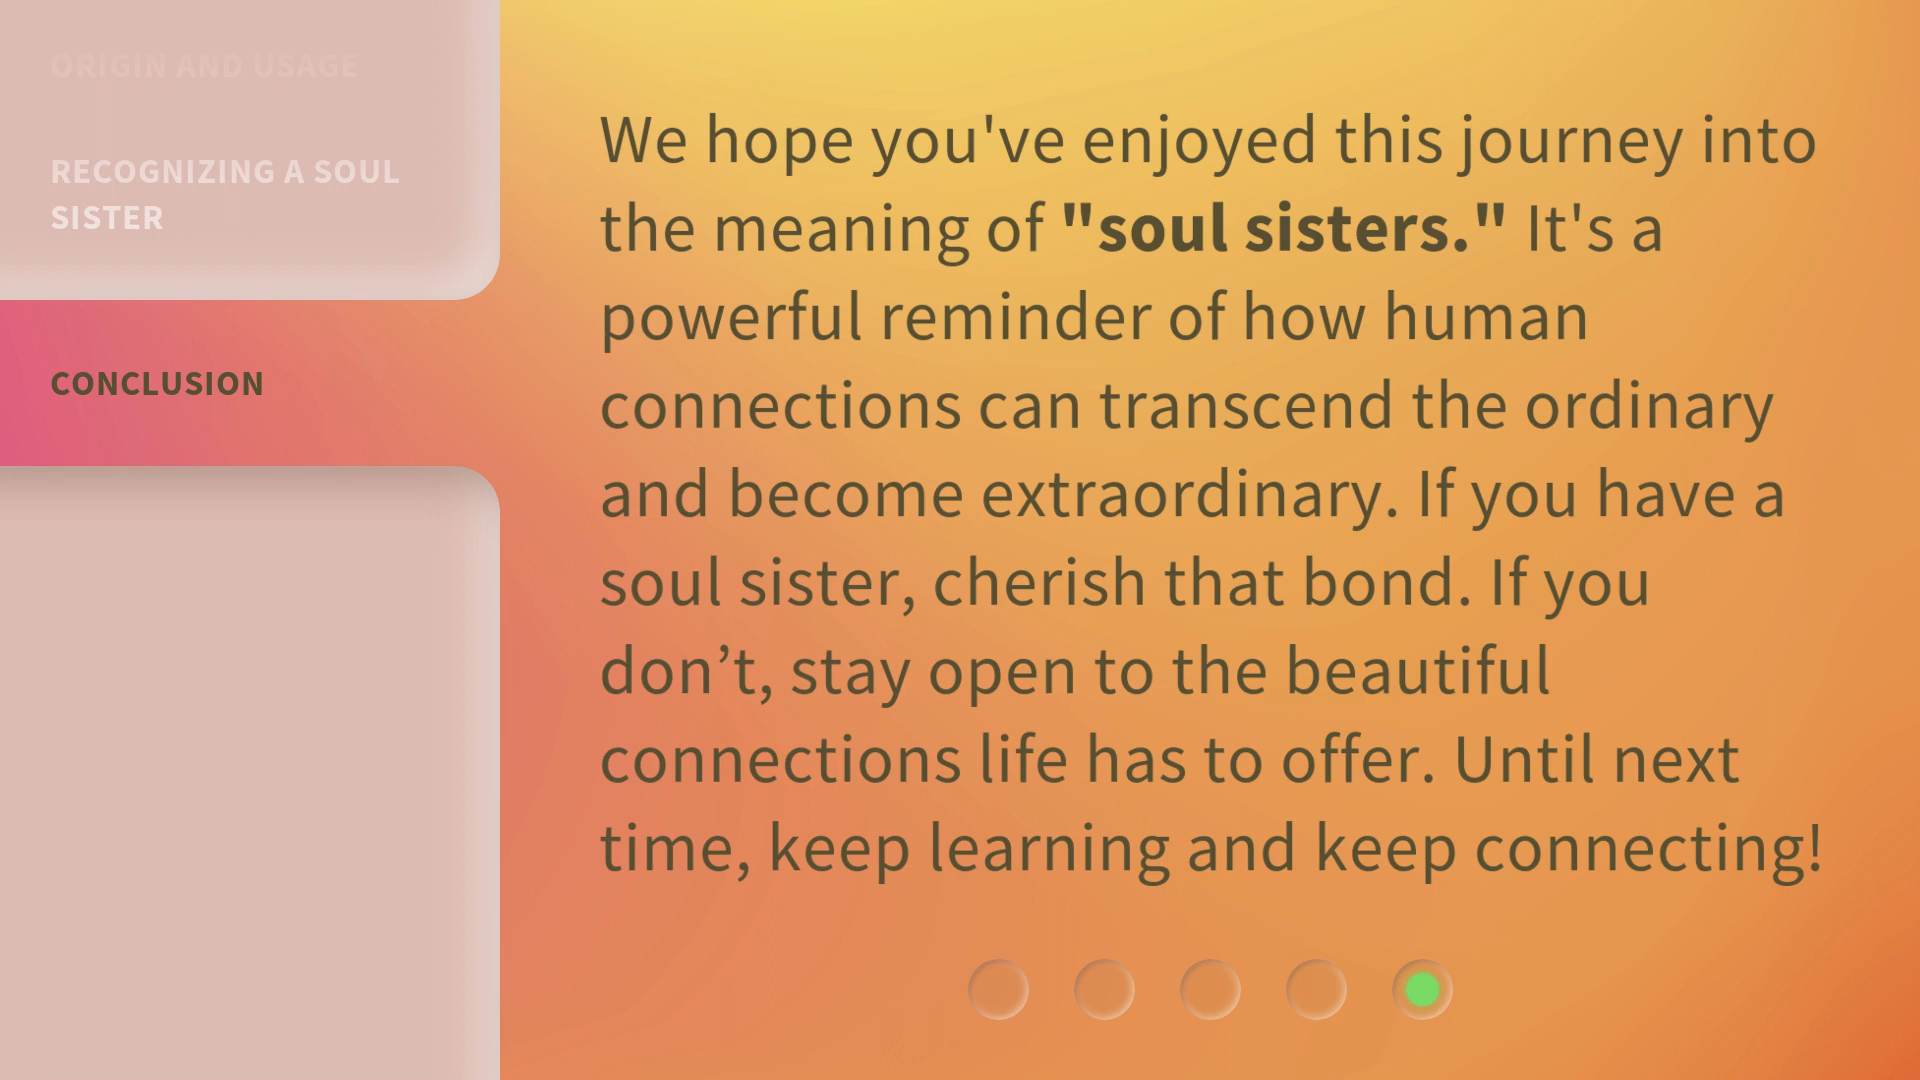 ORIGIN AND USAGE
RECOGNIZING A SOUL
SISTER
CONCLUSION
We hope you've enjoyed this journey into
the meaning of "soul sisters." It's a
powerful reminder of how human
connections can transcend the ordinary
and become extraordinary. If you have a
soul sister, cherish that bond. If you
don’t, stay open to the beautiful
connections life has to offer. Until next
time, keep learning and keep connecting!